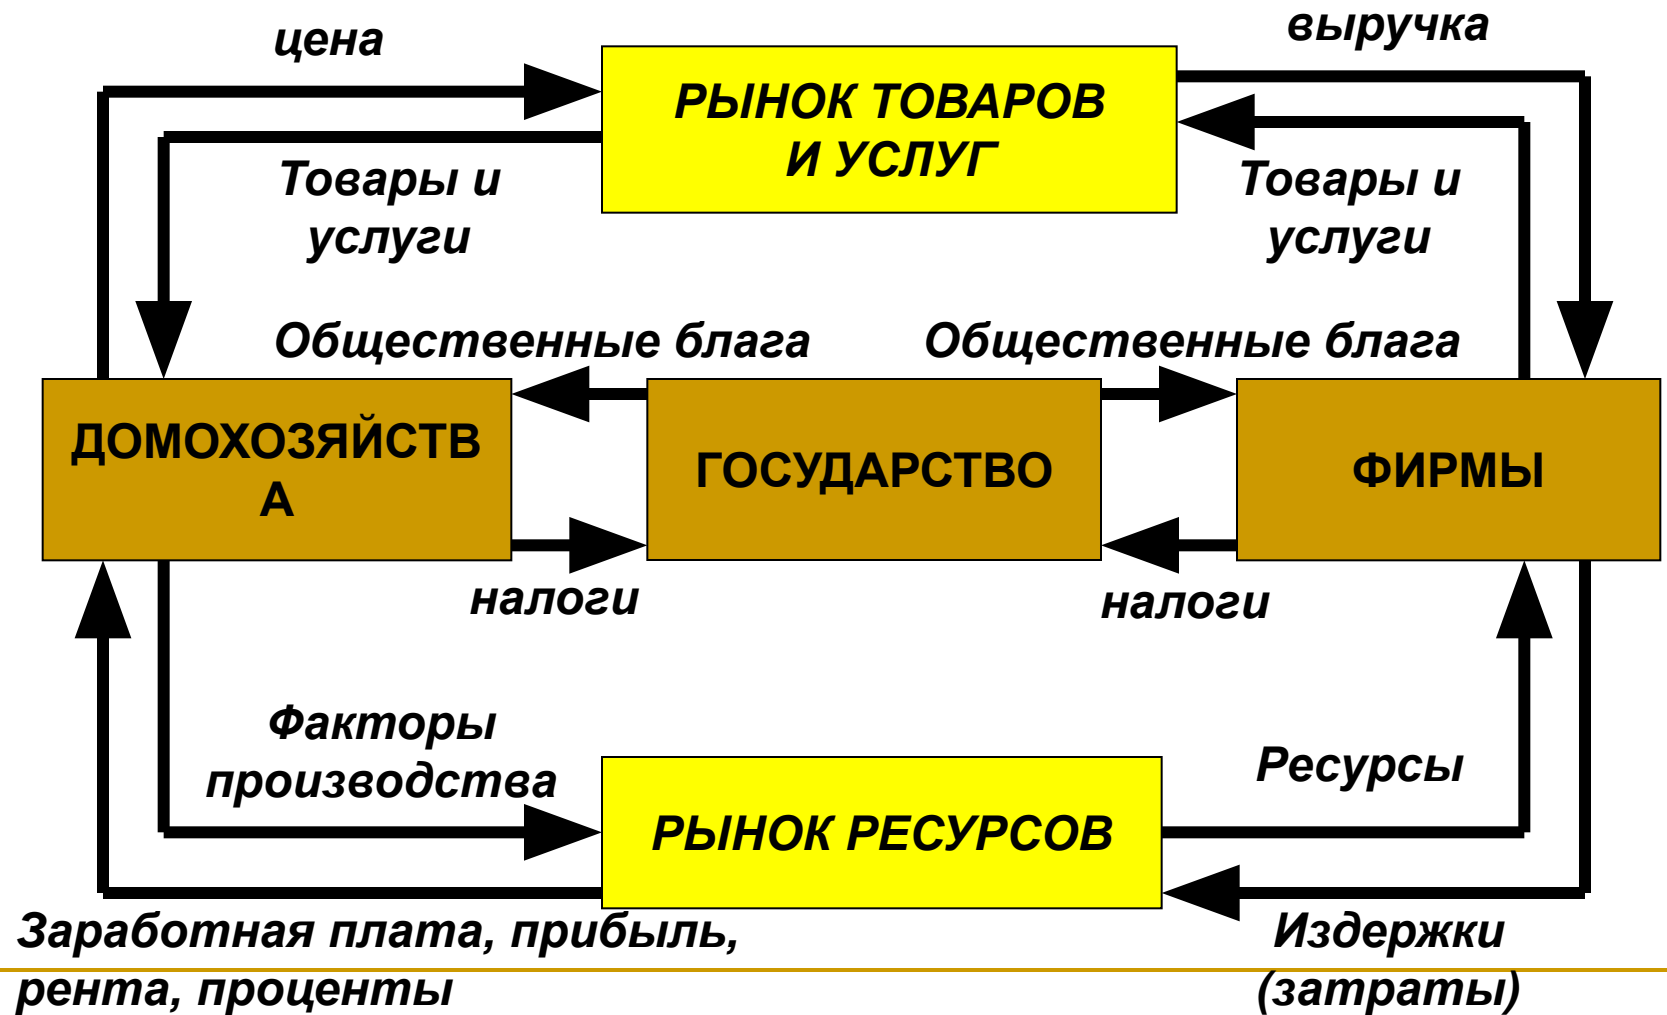 цена
выручка
РЫНОК ТОВАРОВ
И УСЛУГ
Товары и
услуги
Товары и
услуги
Общественные блага
Общественные блага
ДОМОХОЗЯЙСТВ
А
ГОСУДАРСТВО
ФИРМЫ
налоги
налоги
Факторы
производства
Ресурсы
РЫНОК РЕСУРСОВ
Заработная плата, прибыль,
рента, проценты
Издержки
(затраты)